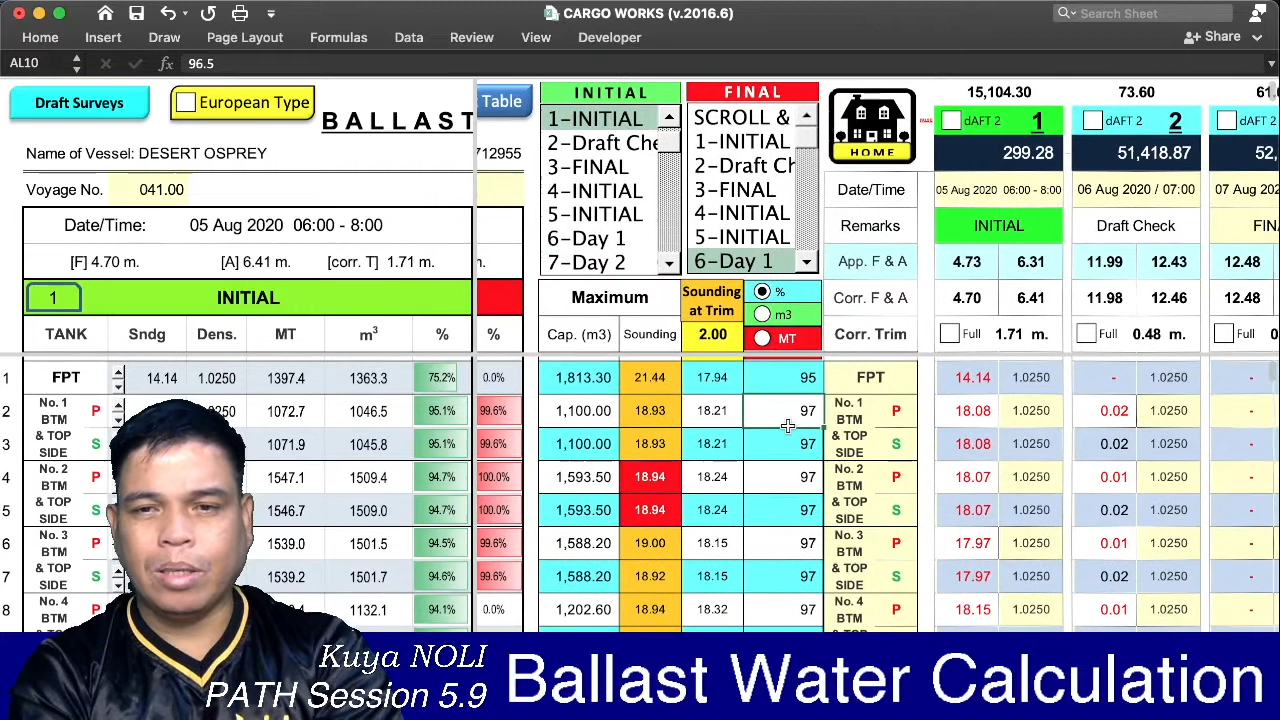 CARGO WORKS (v.2016.6)
Search Sheet
Home Insert Draw Page Layout Formulas Data Review View Developer Share
AL10 fx 96.5
Draft Surveys European Type BALLAST Table
INITIAL FINAL
Name of Vessel: DESERT OSPREY 712955
Voyage No. 041.00
Date/Time: 05 Aug 2020 06:00 - 8:00
[F] 4.70 m. [A] 6.41 m. [corr. T] 1.71 m. m.
1 INITIAL
TANK Sndg Dens. MT m³ % %
1-INITIAL
2-Draft Che
3-FINAL
4-INITIAL
5-INITIAL
6-Day 1
7-Day 2
SCROLL &
1-INITIAL
2-Draft Ch
3-FINAL
4-INITIAL
5-INITIAL
6-Day 1
Maximum
Cap. (m3) Sounding
Sounding
at Trim
2.00
%
m3
MT
HOME
15,104.30 73.60
dAFT 2 1 dAFT 2 2
299.28 51,418.87 52,
Date/Time 05 Aug 2020 06:00 - 8:00 06 Aug 2020 / 07:00 07 Aug 2020
Remarks INITIAL Draft Check FIN
App. F & A 4.73 6.31 11.99 12.43 12.48
Corr. F & A 4.70 6.41 11.98 12.46 12.48
Corr. Trim Full 1.71 m. Full 0.48 m. Full 0
1 FPT 14.14 1.0250 1397.4 1363.3 75.2% 0.0% 1,813.30 21.44 17.94 95 FPT 14.14 1.0250 - 1.0250 -
2 No. 1 BTM P 0250 1072.7 1046.5 95.1% 99.6% 1,100.00 18.93 18.21 97 No. 1 BTM P 18.08 1.0250 0.02 1.0250 -
3 & TOP SIDE S 1071.9 1045.8 95.1% 99.6% 1,100.00 18.93 18.21 97 & TOP SIDE S 18.08 1.0250 0.02 1.0250 -
4 No. 2 BTM P 1547.1 1509.4 94.7% 100.0% 1,593.50 18.94 18.24 97 No. 2 BTM P 18.07 1.0250 0.01 1.0250 -
5 & TOP SIDE S 1546.7 1509.0 94.7% 100.0% 1,593.50 18.94 18.24 97 & TOP SIDE S 18.07 1.0250 0.02 1.0250 -
6 No. 3 BTM P 1539.0 1501.5 94.5% 99.6% 1,588.20 19.00 18.15 97 No. 3 BTM P 17.97 1.0250 0.01 1.0250 -
7 & TOP SIDE S 1539.2 1501.7 94.6% 99.6% 1,588.20 18.92 18.15 97 & TOP SIDE S 17.97 1.0250 0.02 1.0250 -
8 No. 4 BTM P 1132.1 94.1% 0.0% 1,202.60 18.94 18.32 97 No. 4 BTM P 18.15 1.0250 0.01 1.0250 -
Kuya NOLI
PATH Session 5.9
Ballast Water Calculation